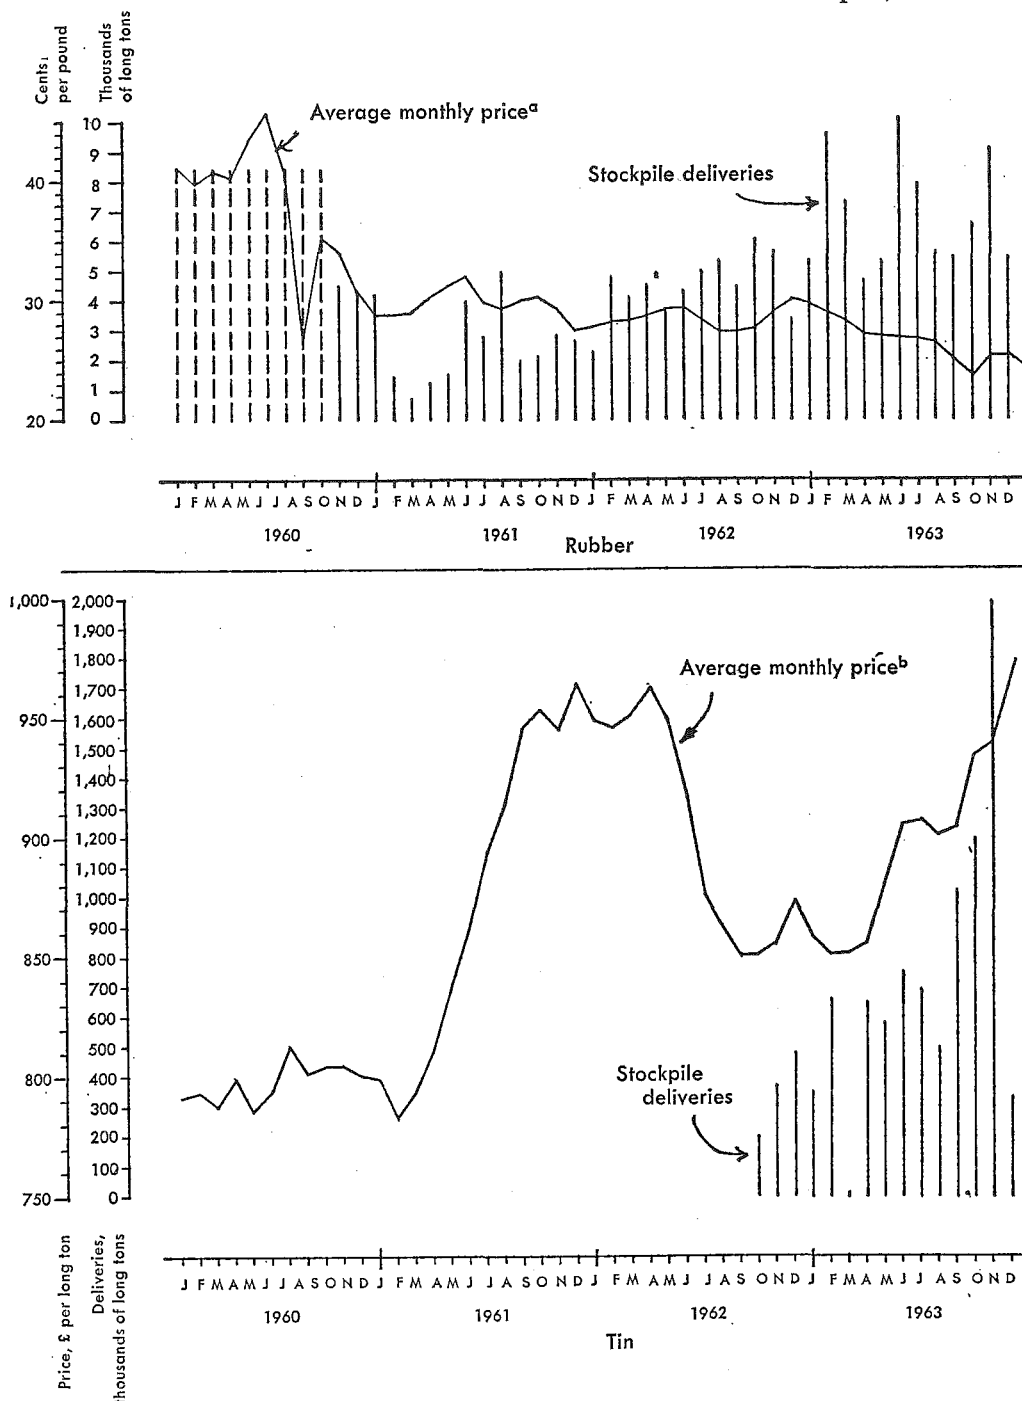 Cents
per pound
Thousands
of long tons
Average monthly priceª
Stockpile deliveries
40
30
20
10
9
8
7
6
5
4
3
2
1
0
J F M A M J J A S O N D J F M A M J J A S O N D J F M A M J J A S O N D J F M A M J J A S O N D
1960 1961 1962 1963
Rubber
1,000
950
900
850
800
750
2,000
1,900
1,800
1,700
1,600
1,500
1,400
1,300
1,200
1,100
1,000
900
800
700
600
500
400
300
200
100
0
Average monthly priceᵇ
Stockpile
deliveries
Price, £ per long ton
Deliveries,
thousands of long tons
J F M A M J J A S O N D J F M A M J J A S O N D J F M A M J J A S O N D J F M A M J J A S O N D
1960 1961 1962 1963
Tin